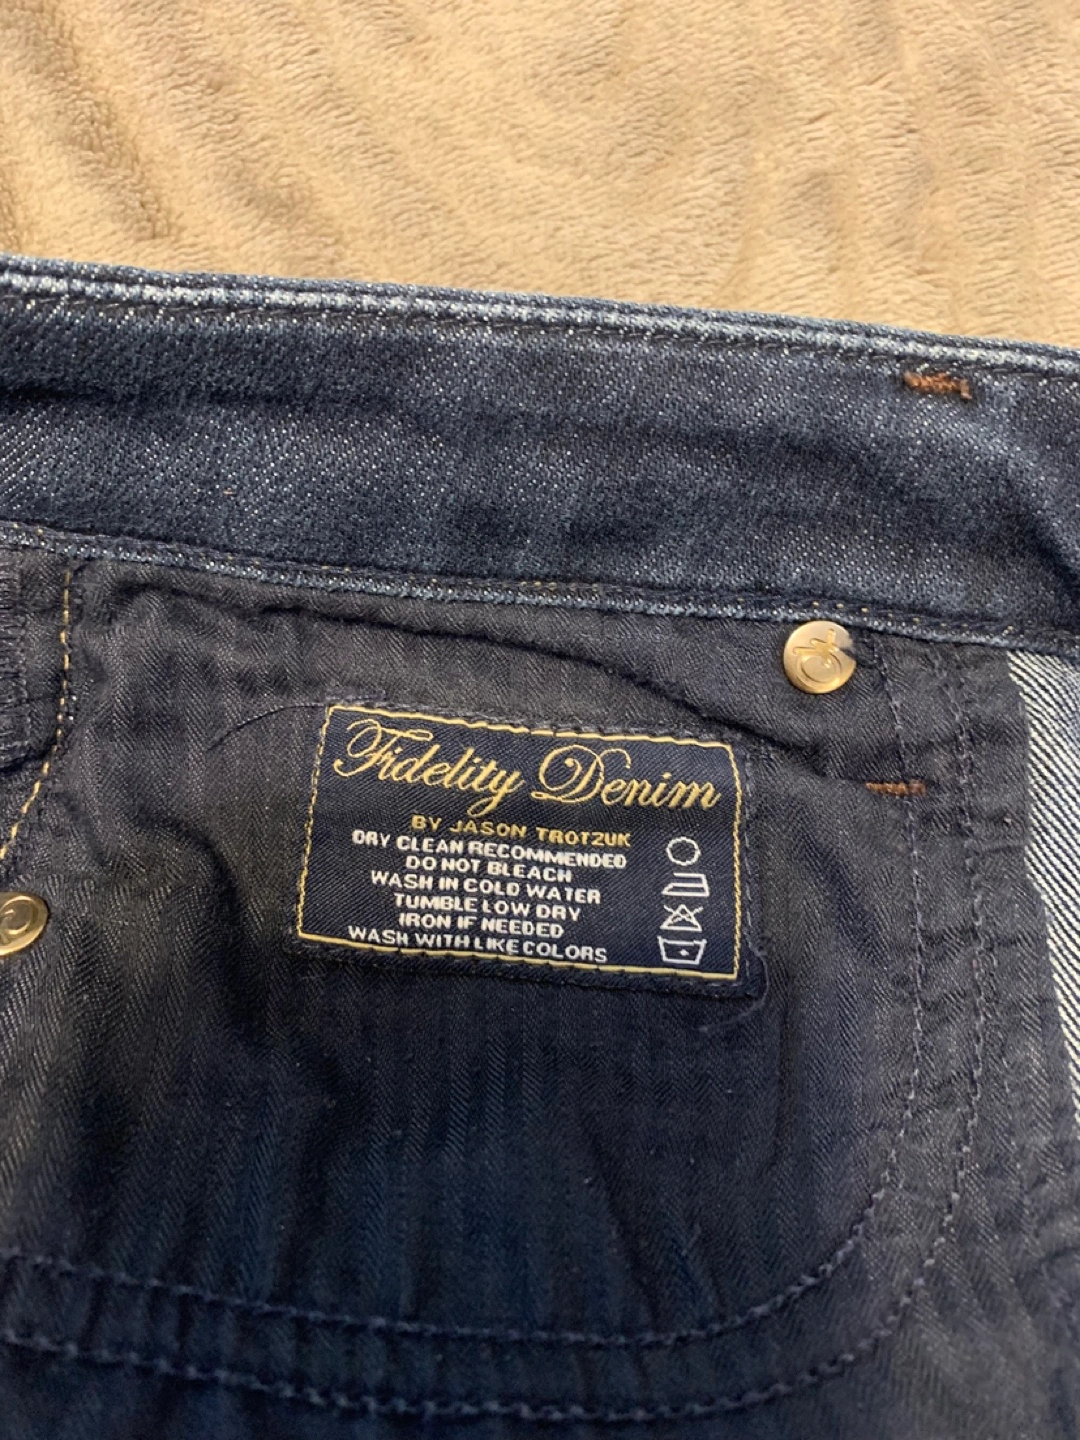 Fidelity Denim
BY JASON TROTZUK
DRY CLEAN RECOMMENDED
DO NOT BLEACH
WASH IN COLD WATER
TUMBLE LOW DRY
IRON IF NEEDED
WASH WITH LIKE COLORS